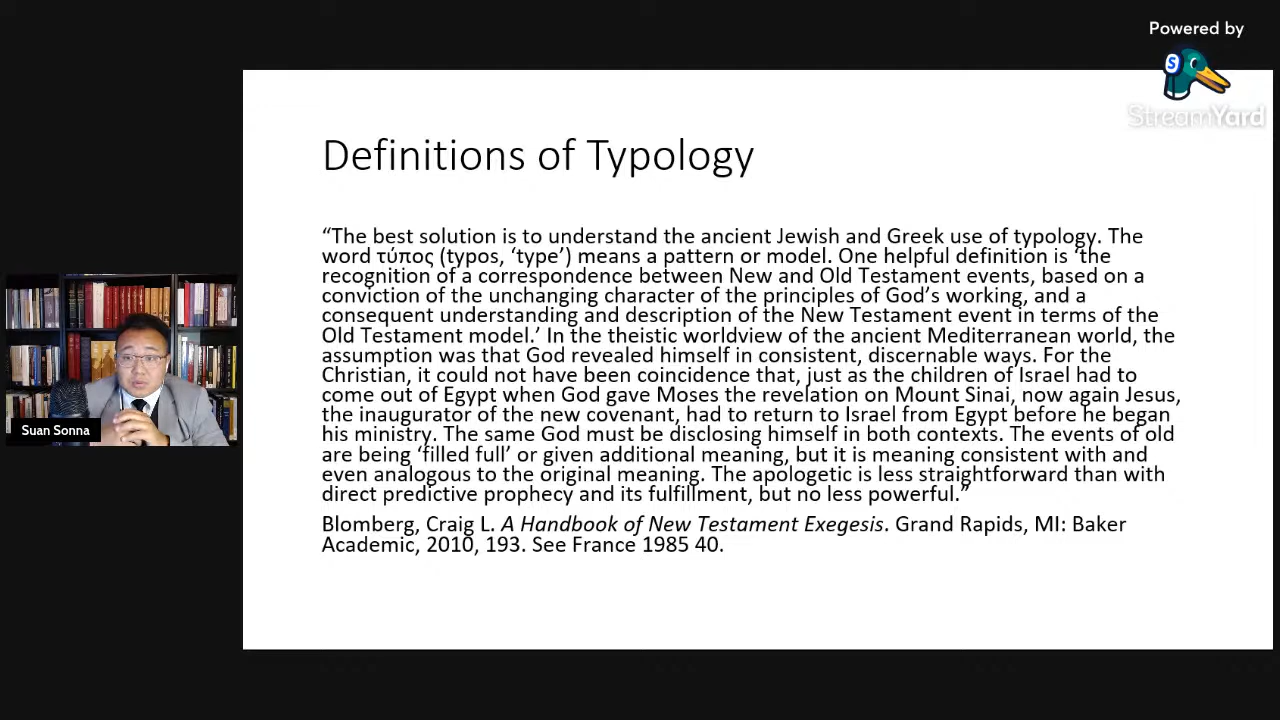 Powered by
S
StreamYard
Definitions of Typology
“The best solution is to understand the ancient Jewish and Greek use of typology. The
word τύπος (typos, ‘type’) means a pattern or model. One helpful definition is ‘the
recognition of a correspondence between New and Old Testament events, based on a
conviction of the unchanging character of the principles of God’s working, and a
consequent understanding and description of the New Testament event in terms of the
Old Testament model.’ In the theistic worldview of the ancient Mediterranean world, the
assumption was that God revealed himself in consistent, discernable ways. For the
Christian, it could not have been coincidence that, just as the children of Israel had to
come out of Egypt when God gave Moses the revelation on Mount Sinai, now again Jesus,
the inaugurator of the new covenant, had to return to Israel from Egypt before he began
his ministry. The same God must be disclosing himself in both contexts. The events of old
are being ‘filled full’ or given additional meaning, but it is meaning consistent with and
even analogous to the original meaning. The apologetic is less straightforward than with
direct predictive prophecy and its fulfillment, but no less powerful.”
Blomberg, Craig L. A Handbook of New Testament Exegesis. Grand Rapids, MI: Baker
Academic, 2010, 193. See France 1985 40.
Suan Sonna